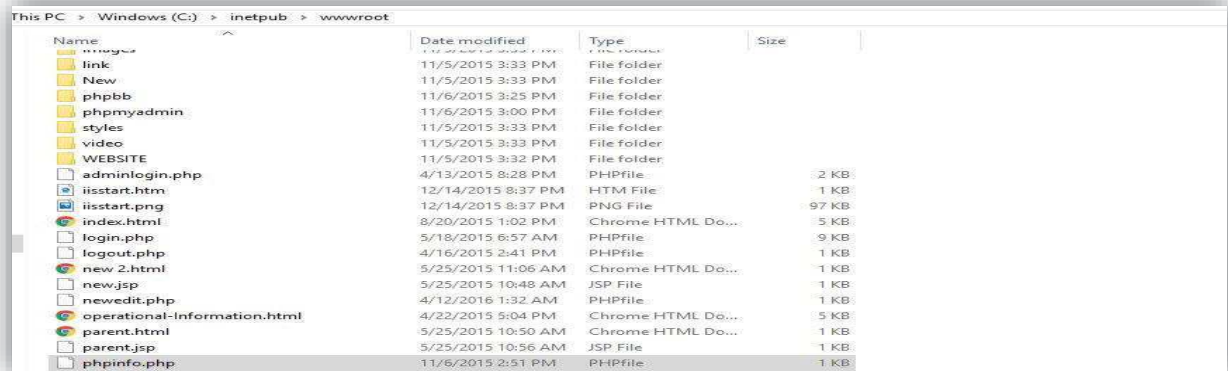 This PC > Windows (C:) > inetpub > wwwroot
Name Date modified Type Size
link 11/5/2015 3:33 PM File folder
New 11/5/2015 3:33 PM File folder
phpbb 11/6/2015 3:25 PM File folder
phpmyadmin 11/6/2015 3:00 PM File folder
styles 11/5/2015 3:33 PM File folder
video 11/5/2015 3:33 PM File folder
WEBSITE 11/5/2015 3:32 PM File folder
adminlogin.php 4/13/2015 8:28 PM PHPfile 2 KB
iisstart.htm 12/14/2015 8:37 PM HTM File 1 KB
iisstart.png 12/14/2015 8:37 PM PNG File 97 KB
index.html 8/20/2015 1:02 PM Chrome HTML Do... 5 KB
login.php 5/18/2015 6:57 AM PHPfile 9 KB
logout.php 4/16/2015 2:41 PM PHPfile 1 KB
new 2.html 5/25/2015 11:06 AM Chrome HTML Do... 1 KB
new.jsp 5/25/2015 10:48 AM JSP File 1 KB
newedit.php 4/12/2016 1:32 AM PHPfile 1 KB
operational-Information.html 4/22/2015 5:04 PM Chrome HTML Do... 5 KB
parent.html 5/25/2015 10:50 AM Chrome HTML Do... 1 KB
parent.jsp 5/25/2015 10:56 AM JSP File 1 KB
phpinfo.php 11/6/2015 2:51 PM PHPfile 1 KB